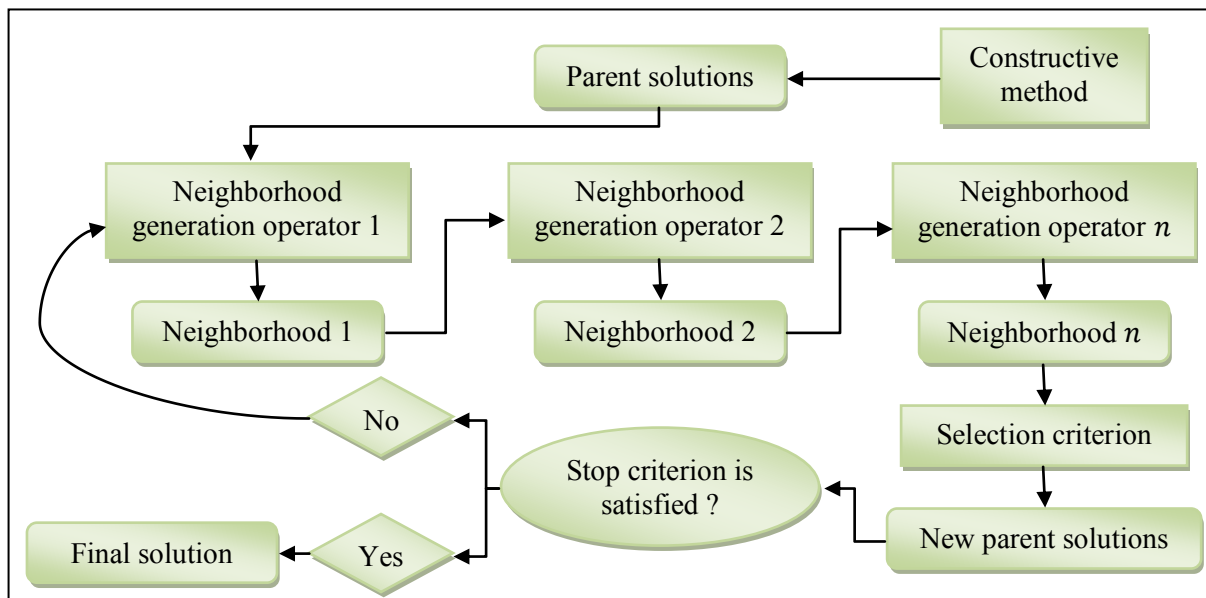 Parent solutions
Constructive
method
Neighborhood
generation operator 1
Neighborhood
generation operator 2
Neighborhood
generation operator n
Neighborhood 1
Neighborhood 2
Neighborhood n
No
Selection criterion
Stop criterion is
satisfied ?
New parent solutions
Yes
Final solution